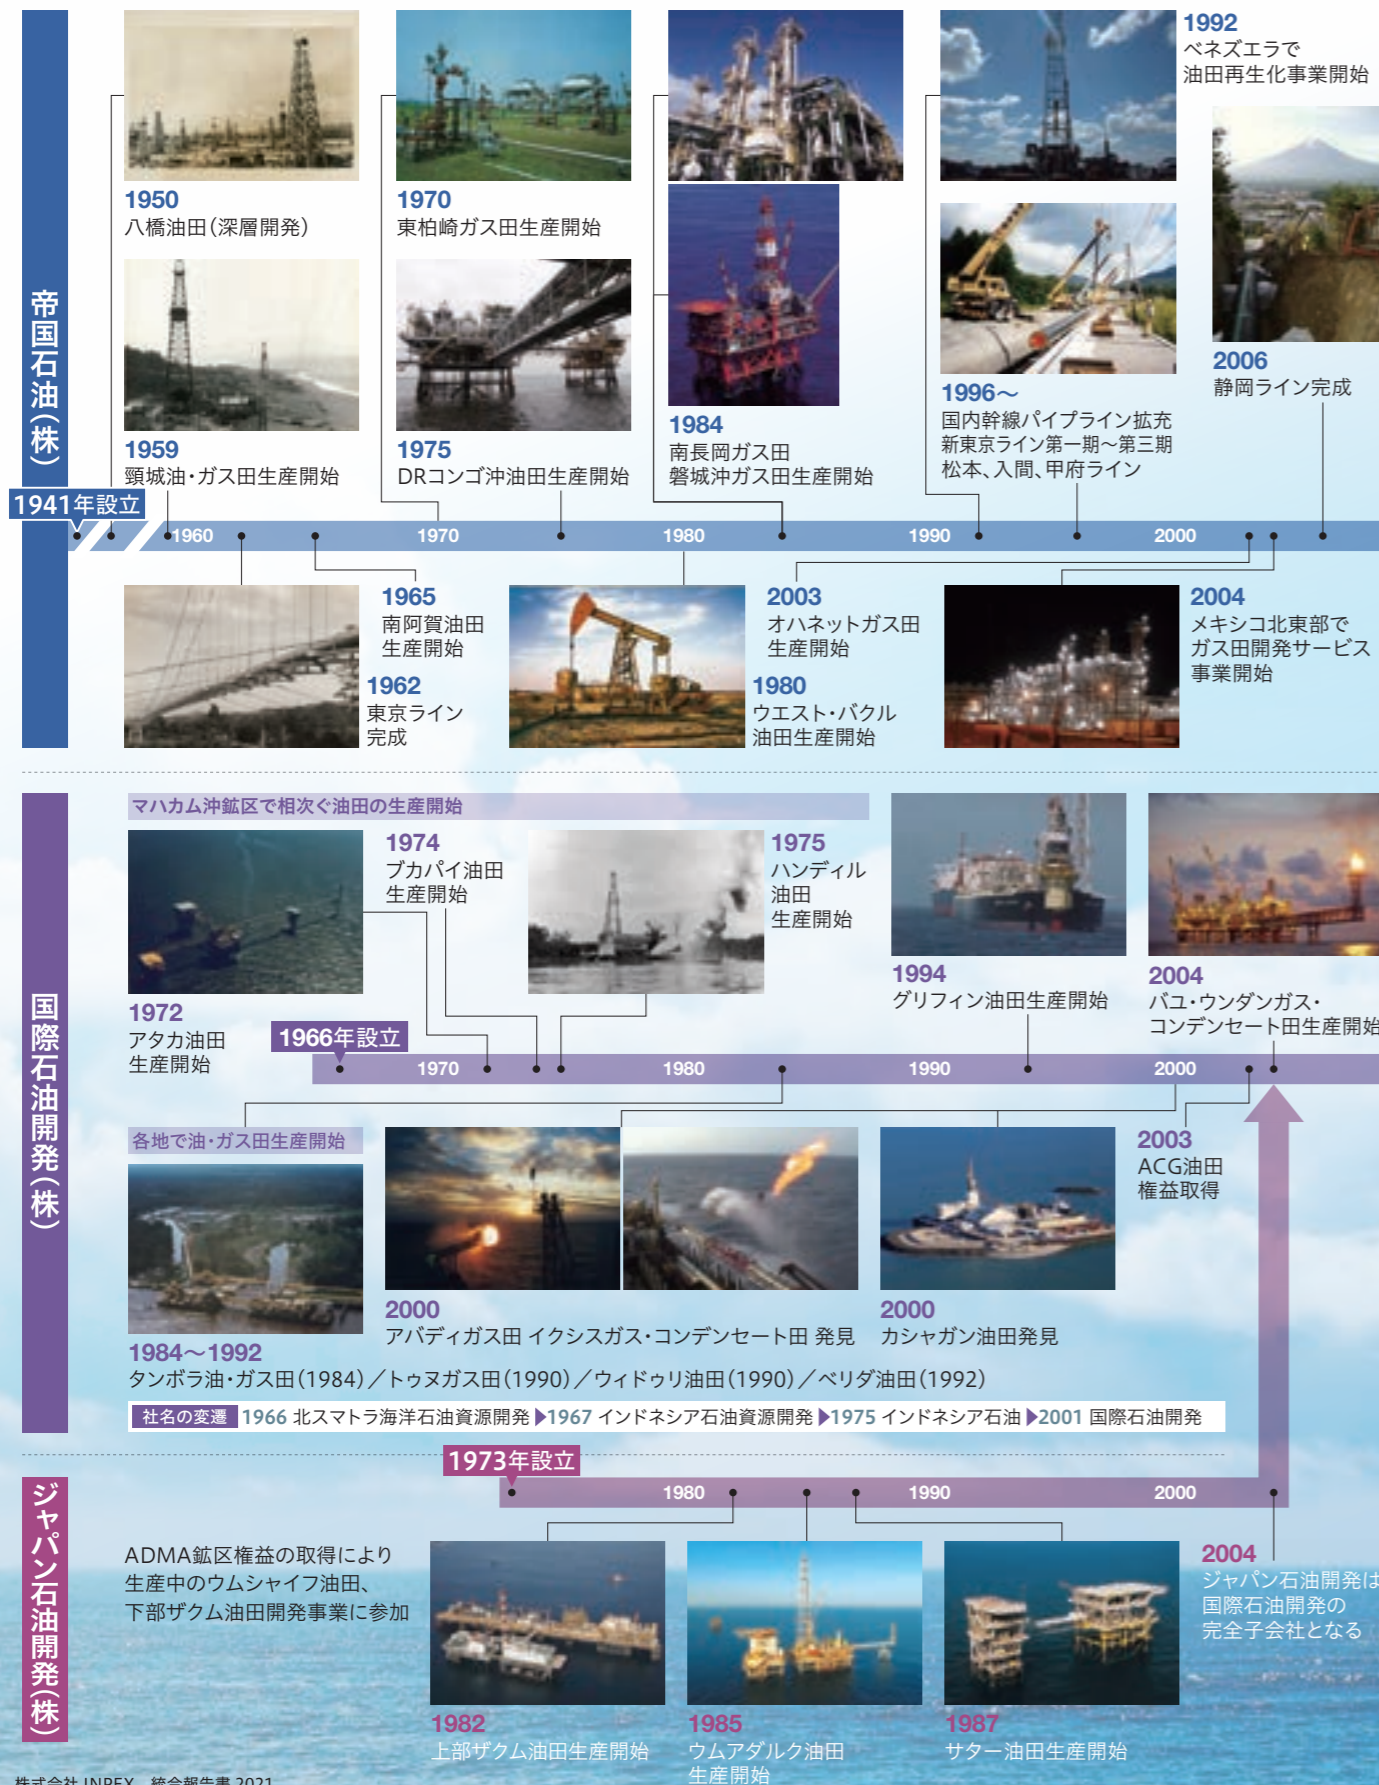 帝国石油(株)
1941年設立
1950
八橋油田(深層開発)
1959
頸城油・ガス田生産開始
1970
東柏崎ガス田生産開始
1975
DRコンゴ沖油田生産開始
1984
南長岡ガス田
磐城沖ガス田生産開始
1992
ベネズエラで
油田再生化事業開始
1996～
国内幹線パイプライン拡充
新東京ライン第一期～第三期
松本、入間、甲府ライン
2006
静岡ライン完成
1960 1970 1980 1990 2000
1965
南阿賀油田
生産開始
1962
東京ライン
完成
2003
オハネットガス田
生産開始
1980
ウエスト・バクル
油田生産開始
2004
メキシコ北東部で
ガス田開発サービス
事業開始
国際石油開発(株)
マハカム沖鉱区で相次ぐ油田の生産開始
1972
アタカ油田
生産開始
1974
ブカパイ油田
生産開始
1975
ハンディル
油田
生産開始
1994
グリフィン油田生産開始
2004
バユ・ウンダンガス・
コンデンセート田生産開始
1966年設立
1970 1980 1990 2000
各地で油・ガス田生産開始
1984～1992
タンボラ油・ガス田(1984)／トゥヌガス田(1990)／ウィドゥリ油田(1990)／ベリダ油田(1992)
2000
アバディガス田 イクシスガス・コンデンセート田 発見
2000
カシャガン油田発見
2003
ACG油田
権益取得
社名の変遷 1966 北スマトラ海洋石油資源開発 ▶1967 インドネシア石油資源開発 ▶1975 インドネシア石油 ▶2001 国際石油開発
ジャパン石油開発(株)
1973年設立
1980 1990 2000
ADMA鉱区権益の取得により
生産中のウムシャイフ油田、
下部ザクム油田開発事業に参加
1982
上部ザクム油田生産開始
1985
ウムアダルク油田
生産開始
1987
サター油田生産開始
2004
ジャパン石油開発は
国際石油開発の
完全子会社となる
株式会社 INPEX 統合報告書 2021